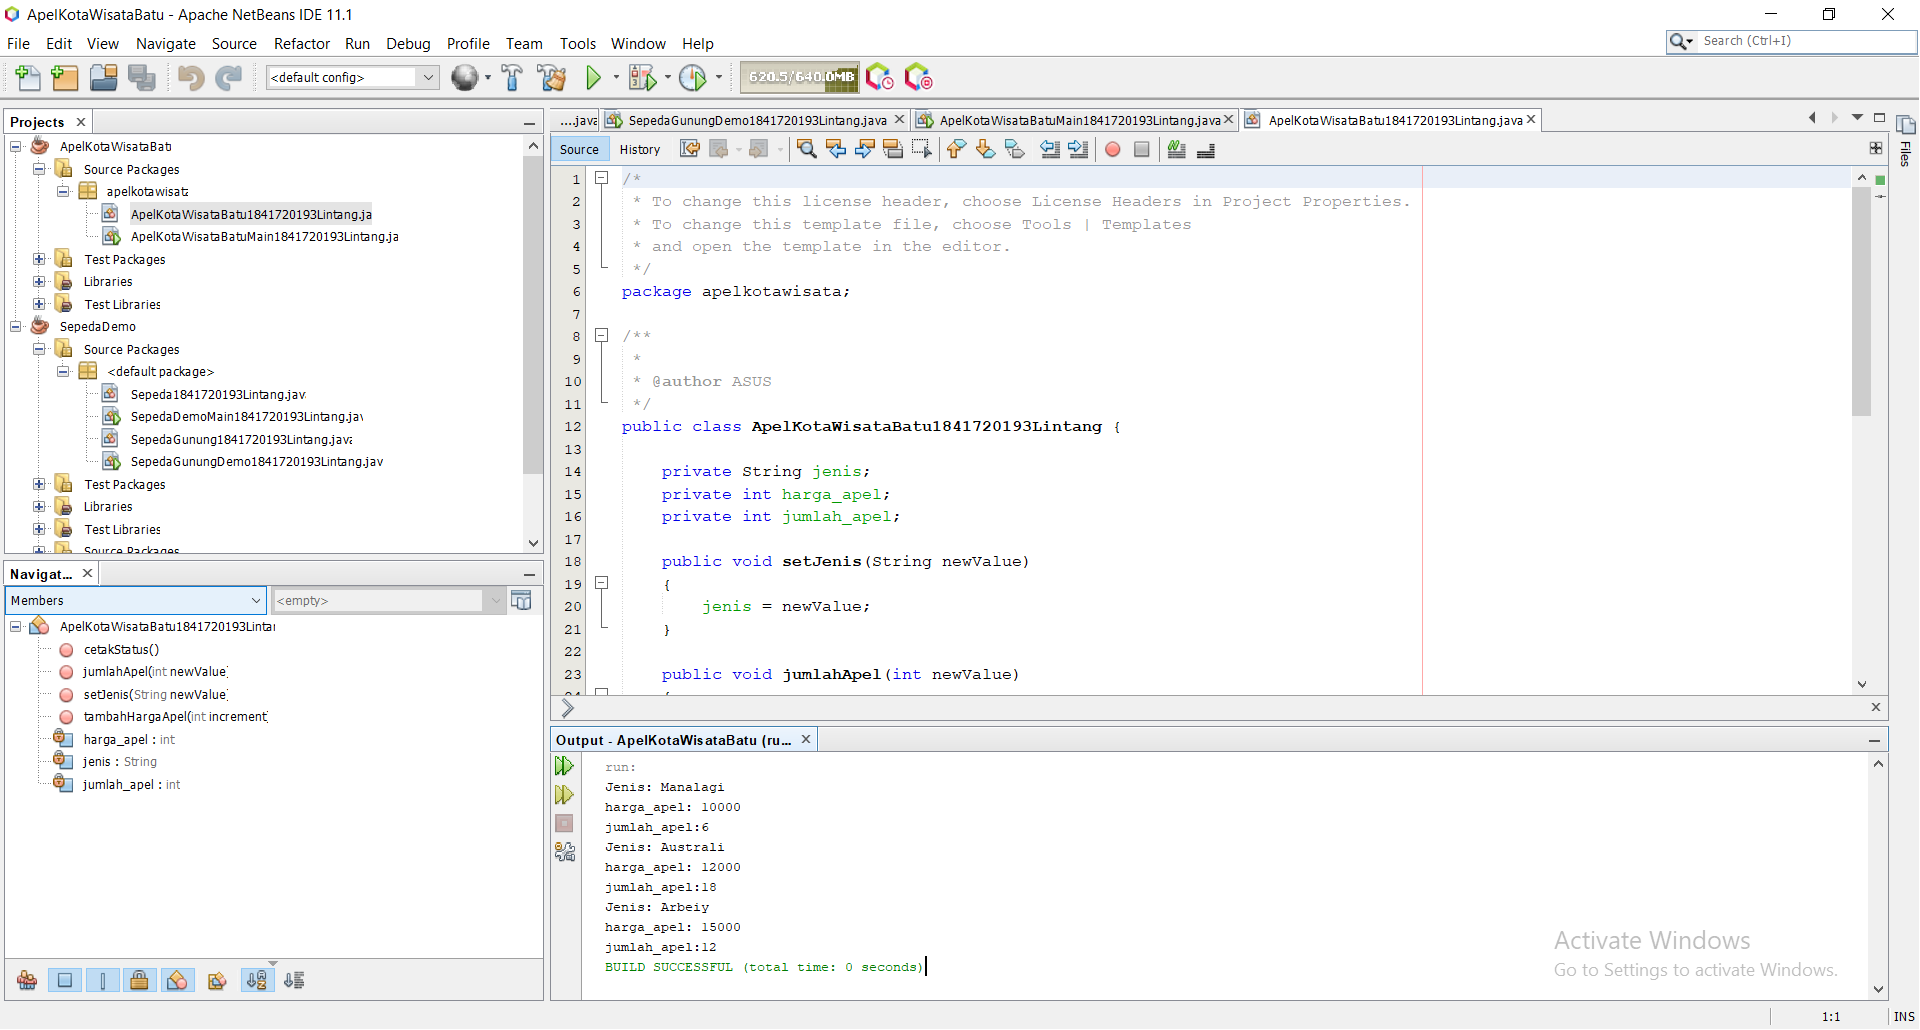 ApelKotaWisataBatu - Apache NetBeans IDE 11.1
File Edit View Navigate Source Refactor Run Debug Profile Team Tools Window Help
Search (Ctrl+I)
<default config>
620.5/640.0MB
Projects
ApelKotaWisataBat
Source Packages
apelkotawisata
ApelKotaWisataBatu1841720193Lintang.ja
ApelKotaWisataBatuMain1841720193Lintang.ja
Test Packages
Libraries
Test Libraries
SepedaDemo
Source Packages
<default package>
Sepeda1841720193Lintang.jav
SepedaDemoMain1841720193Lintang.jav
SepedaGunung1841720193Lintang.java
SepedaGunungDemo1841720193Lintang.jav
Test Packages
Libraries
Test Libraries
Source Packages
Navigat...
Members
<empty>
ApelKotaWisataBatu1841720193Lintan
cetakStatus()
jumlahApel(int newValue)
setJenis(String newValue)
tambahHargaApel(int increment)
harga_apel : int
jenis : String
jumlah_apel : int
....java SepedaGunungDemo1841720193Lintang.java ApelKotaWisataBatuMain1841720193Lintang.java ApelKotaWisataBatu1841720193Lintang.java
Files
Source History
1 /*
2 * To change this license header, choose License Headers in Project Properties.
3 * To change this template file, choose Tools | Templates
4 * and open the template in the editor.
5 */
6 package apelkotawisata;
7
8 /**
9 *
10 * @author ASUS
11 */
12 public class ApelKotaWisataBatu1841720193Lintang {
13
14 private String jenis;
15 private int harga_apel;
16 private int jumlah_apel;
17
18 public void setJenis(String newValue)
19 {
20 jenis = newValue;
21 }
22
23 public void jumlahApel(int newValue)
24 {
Output - ApelKotaWisataBatu (ru...
run:
Jenis: Manalagi
harga_apel: 10000
jumlah_apel:6
Jenis: Australi
harga_apel: 12000
jumlah_apel:18
Jenis: Arbeiy
harga_apel: 15000
jumlah_apel:12
BUILD SUCCESSFUL (total time: 0 seconds)
Activate Windows
Go to Settings to activate Windows.
1:1 INS